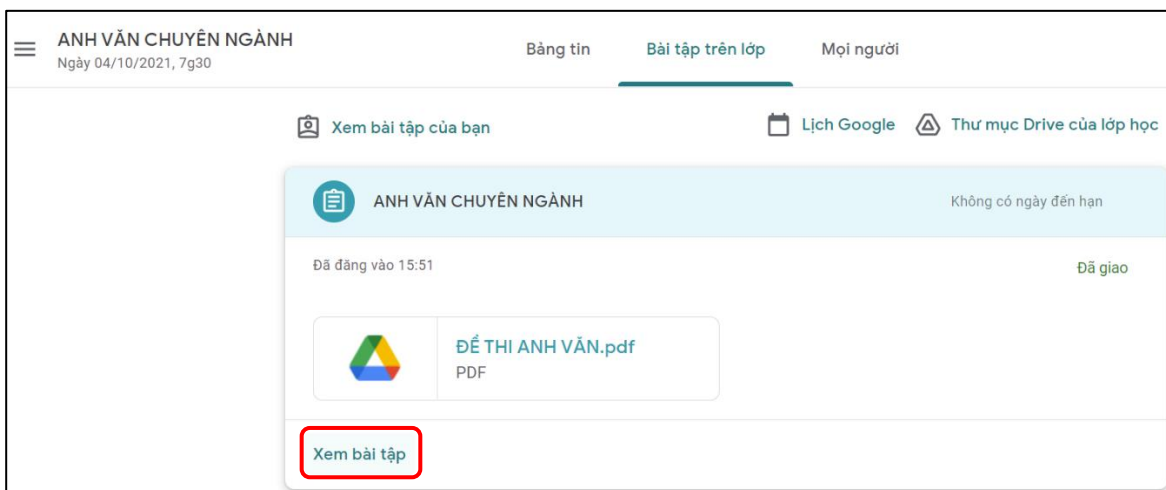 ANH VĂN CHUYÊN NGÀNH
Ngày 04/10/2021, 7g30
Bảng tin
Bài tập trên lớp
Mọi người
Xem bài tập của bạn
Lịch Google
Thư mục Drive của lớp học
ANH VĂN CHUYÊN NGÀNH
Không có ngày đến hạn
Đã đăng vào 15:51
Đã giao
ĐỀ THI ANH VĂN.pdf
PDF
Xem bài tập